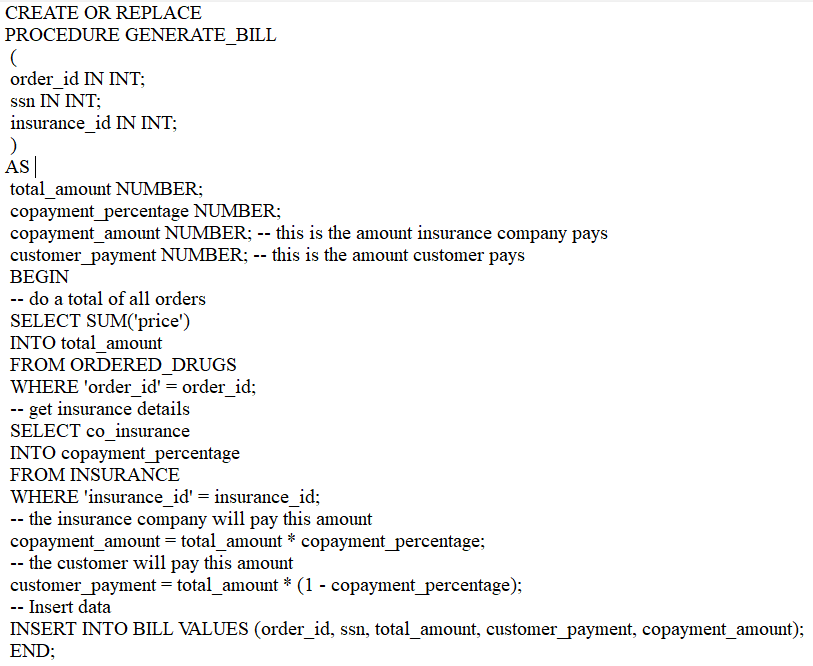 CREATE OR REPLACE
PROCEDURE GENERATE_BILL
(
order_id IN INT;
ssn IN INT;
insurance_id IN INT;
)
AS
total_amount NUMBER;
copayment_percentage NUMBER;
copayment_amount NUMBER; -- this is the amount insurance company pays
customer_payment NUMBER; -- this is the amount customer pays
BEGIN
-- do a total of all orders
SELECT SUM('price')
INTO total_amount
FROM ORDERED_DRUGS
WHERE 'order_id' = order_id;
-- get insurance details
SELECT co_insurance
INTO copayment_percentage
FROM INSURANCE
WHERE 'insurance_id' = insurance_id;
-- the insurance company will pay this amount
copayment_amount = total_amount * copayment_percentage;
-- the customer will pay this amount
customer_payment = total_amount * (1 - copayment_percentage);
-- Insert data
INSERT INTO BILL VALUES (order_id, ssn, total_amount, customer_payment, copayment_amount);
END;